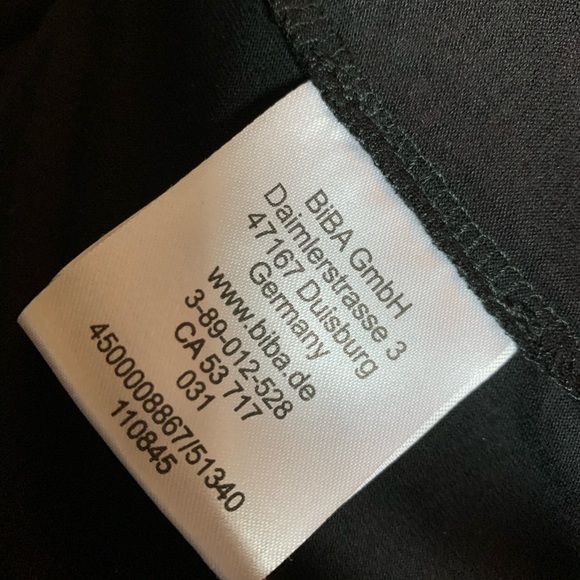 BiBA GmbH
Daimlerstrasse 3
47167 Duisburg
Germany
www.biba.de
3-89-012-528
CA 53 717
031
4500008867/51340
110845